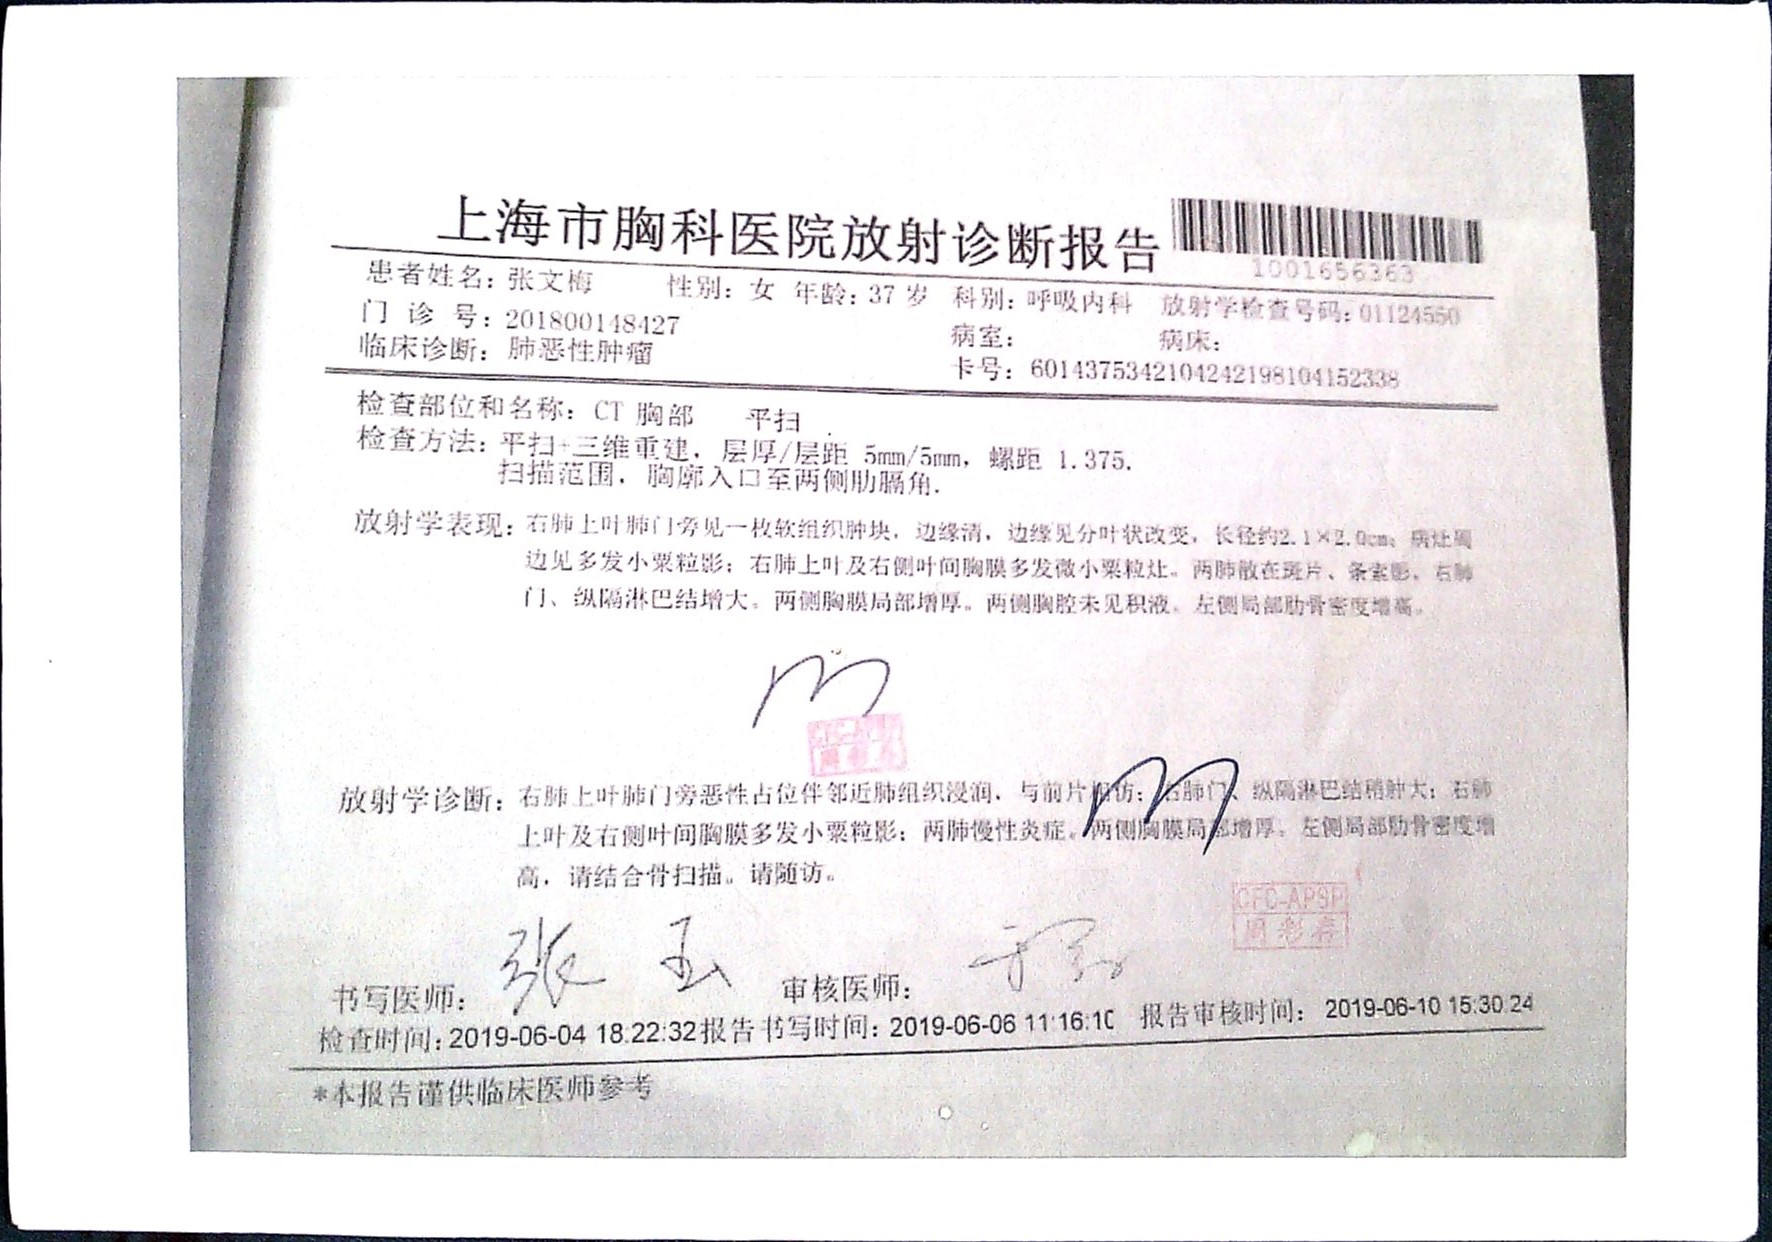 上海市胸科医院放射诊断报告
1001656363
患者姓名：张文梅 性别：女 年龄：37 岁 科别：呼吸内科 放射学检查号码：01124550
门 诊 号：201800148427 病室： 病床：
临床诊断：肺恶性肿瘤 卡号：60143753421042421981041523​38
检查部位和名称：CT 胸部 平扫
检查方法：平扫+三维重建，层厚/层距 5mm/5mm，螺距 1.375.
扫描范围，胸廓入口至两侧肋膈角.
放射学表现：右肺上叶肺门旁见一枚软组织肿块，边缘清，边缘见分叶状改变，长径约2.1×2.0cm。病灶周
边见多发小粟粒影；右肺上叶及右侧叶间胸膜多发微小粟粒灶。两肺散在斑片、条索影。右肺
门、纵隔淋巴结增大。两侧胸膜局部增厚。两侧胸腔未见积液。左侧局部肋骨密度增高。
放射学诊断：右肺上叶肺门旁恶性占位伴邻近肺组织浸润，与前片相仿；右肺门、纵隔淋巴结稍肿大；右肺
上叶及右侧叶间胸膜多发小粟粒影；两肺慢性炎症。两侧胸膜局部增厚。左侧局部肋骨密度增
高，请结合骨扫描。请随访。
CFC-APSP
书写医师：张 玉 审核医师：
检查时间：2019-06-04 18:22:32 报告书写时间：2019-06-06 11:16:10 报告审核时间：2019-06-10 15:30:24
*本报告谨供临床医师参考